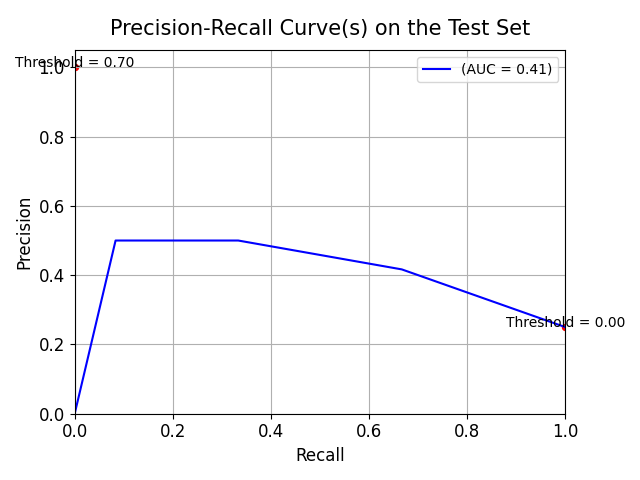 Precision-Recall Curve(s) on the Test Set
Threshold = 0.70
(AUC = 0.41)
1.0
0.8
0.6
0.4
0.2
0.0
Precision
Threshold = 0.00
0.0 0.2 0.4 0.6 0.8 1.0
Recall